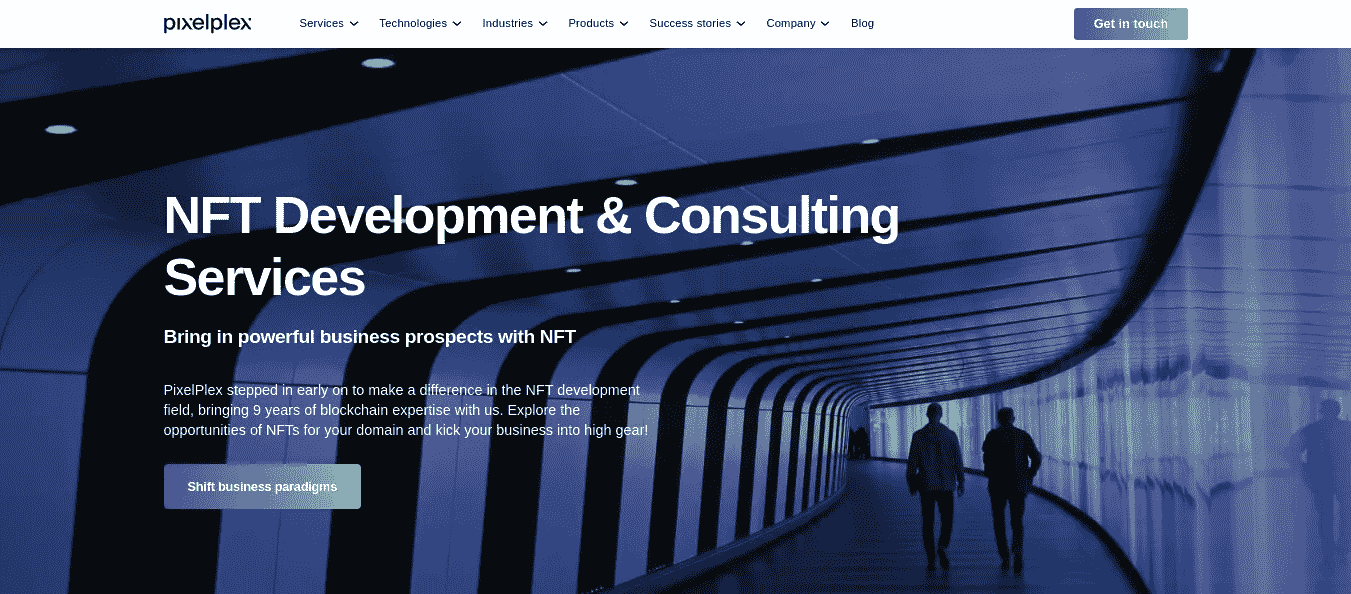 pixelplex
Services
Technologies
Industries
Products
Success stories
Company
Blog
Get in touch
NFT Development & Consulting
Services
Bring in powerful business prospects with NFT
PixelPlex stepped in early on to make a difference in the NFT development
field, bringing 9 years of blockchain expertise with us. Explore the
opportunities of NFTs for your domain and kick your business into high gear!
Shift business paradigms